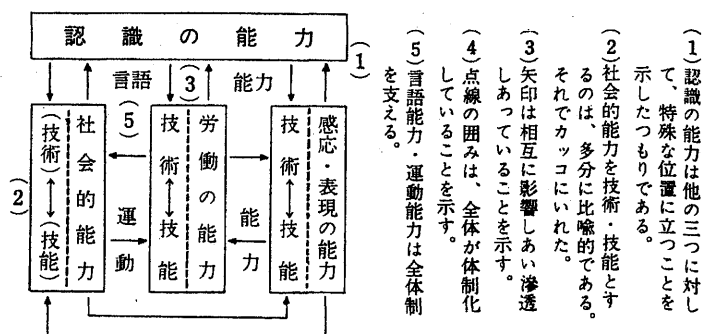 (1)認識の能力は他の三つに対し
て、特殊な位置に立つことを
示したつもりである。
(2)社会的能力を技術・技能とす
るのは、多分に比喩的である。
それでカッコにいれた。
(3)矢印は相互に影響しあい滲透
しあっていることを示す。
(4)点線の囲みは、全体が体制化
していることを示す。
(5)言語能力・運動能力は全体制
を支える。
認識の能力
(1)
言語
(3)
能力
感応・表現の能力
技術↔技能
能力
労働の能力
技術↔技能
(5)
運動
社会的能力
(技術)↔(技能)
(2)